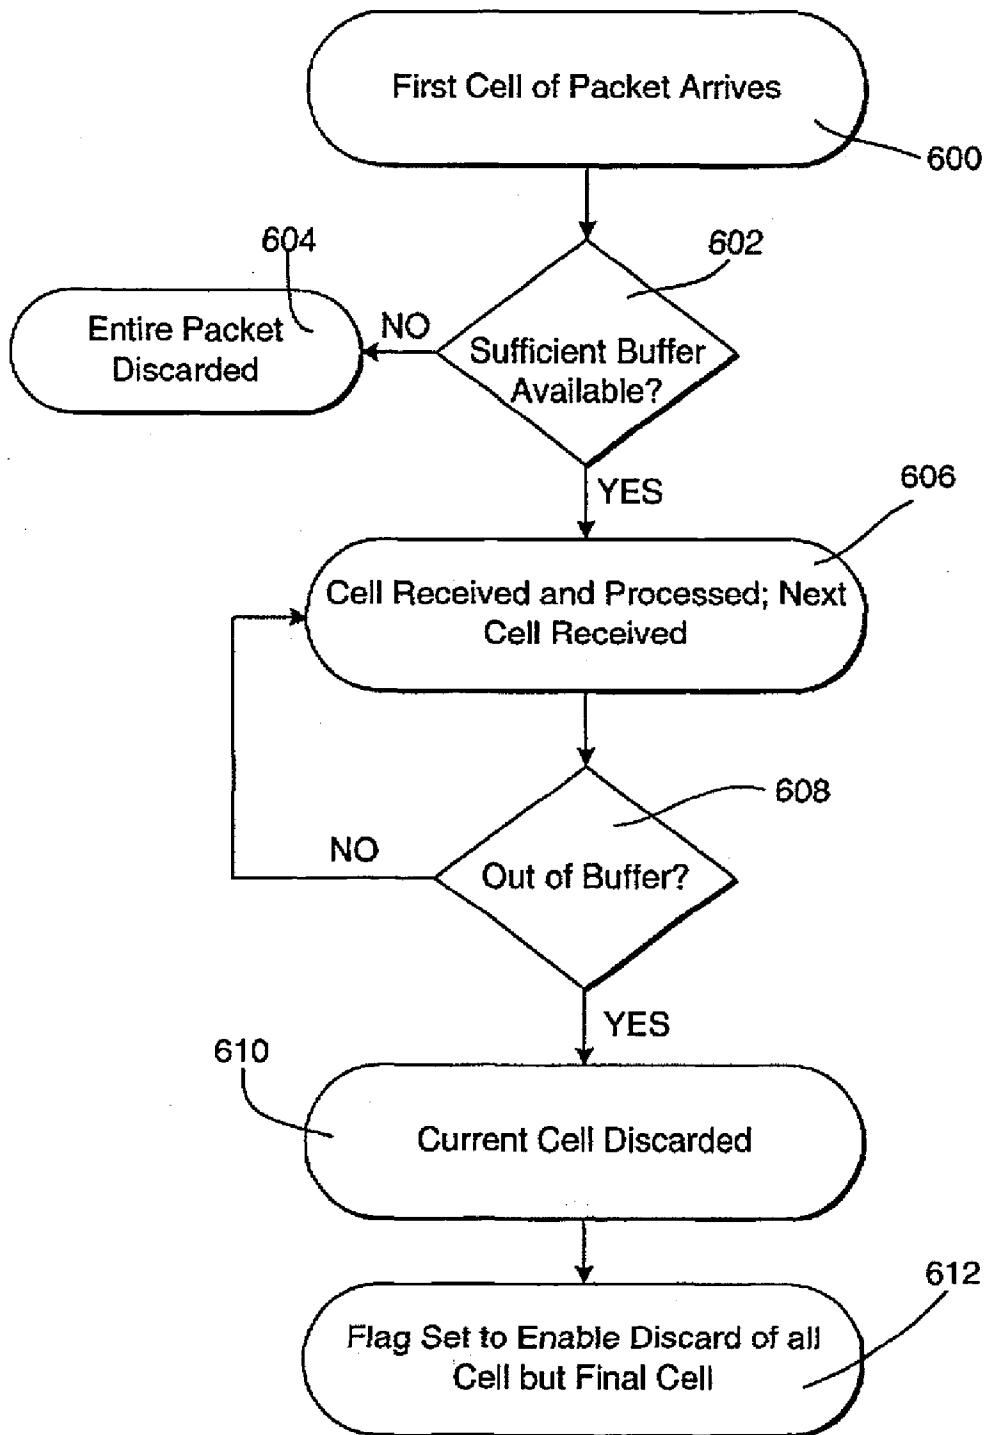 First Cell of Packet Arrives
600
602
604
Sufficient Buffer
Available?
NO
Entire Packet
Discarded
YES
606
Cell Received and Processed; Next
Cell Received
608
Out of Buffer?
NO
YES
610
Current Cell Discarded
612
Flag Set to Enable Discard of all
Cell but Final Cell